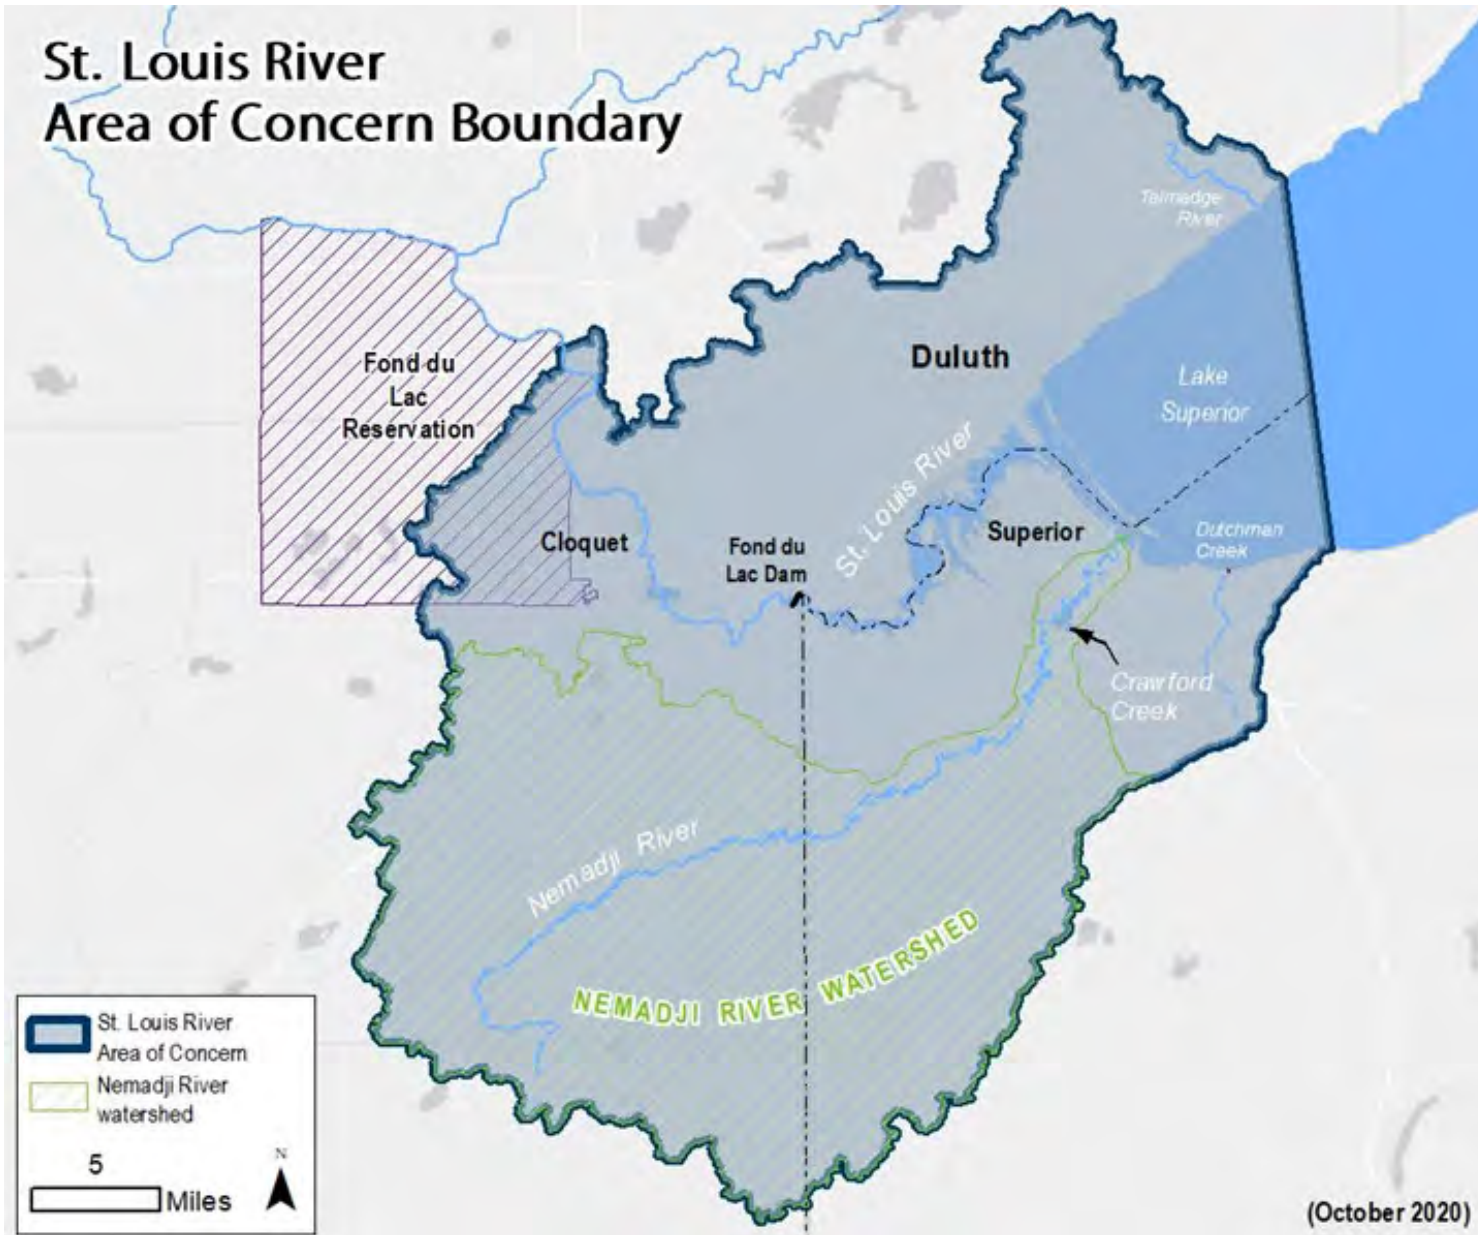 St. Louis River
Area of Concern Boundary
Talmadge
River
Duluth
Fond du
Lac
Reservation
Lake
Superior
St. Louis River
Cloquet
Fond du
Lac Dam
Superior
Dutchman
Creek
Crawford
Creek
Nemadji River
NEMADJI RIVER WATERSHED
St. Louis River
Area of Concern
Nemadji River
watershed
5
Miles
N
(October 2020)